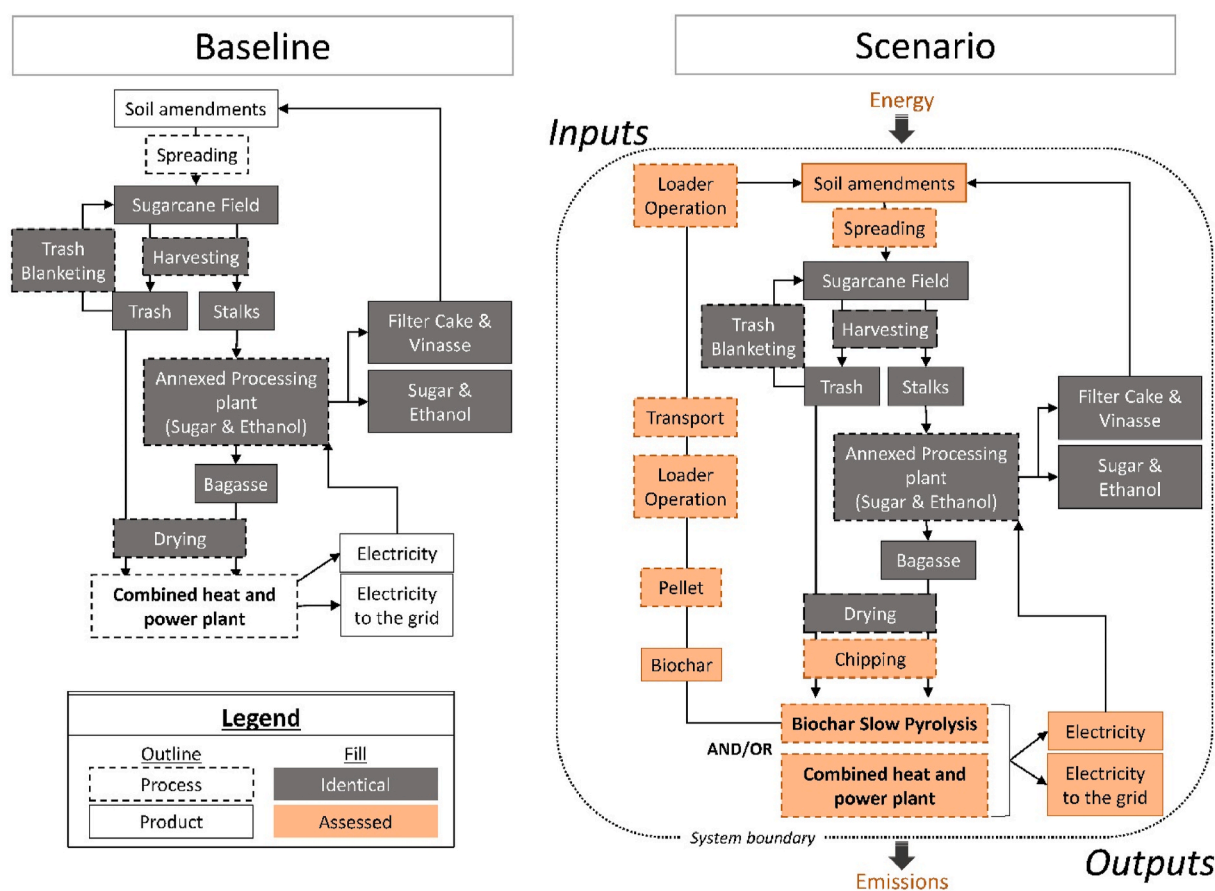 Baseline
Soil amendments
Spreading
Sugarcane Field
Trash
Blanketing
Harvesting
Trash
Stalks
Filter Cake &
Vinasse
Annexed Processing
plant
(Sugar & Ethanol)
Sugar &
Ethanol
Bagasse
Drying
Electricity
Combined heat and
power plant
Electricity
to the grid
Legend
Outline
Fill
Process
Identical
Product
Assessed
Scenario
Energy
Inputs
Loader
Operation
Soil amendments
Spreading
Sugarcane Field
Trash
Blanketing
Harvesting
Trash
Stalks
Transport
Filter Cake &
Vinasse
Annexed Processing
plant
(Sugar & Ethanol)
Loader
Operation
Sugar &
Ethanol
Bagasse
Pellet
Drying
Biochar
Chipping
Biochar Slow Pyrolysis
AND/OR
Electricity
Combined heat and
power plant
Electricity
to the grid
System boundary
Outputs
Emissions